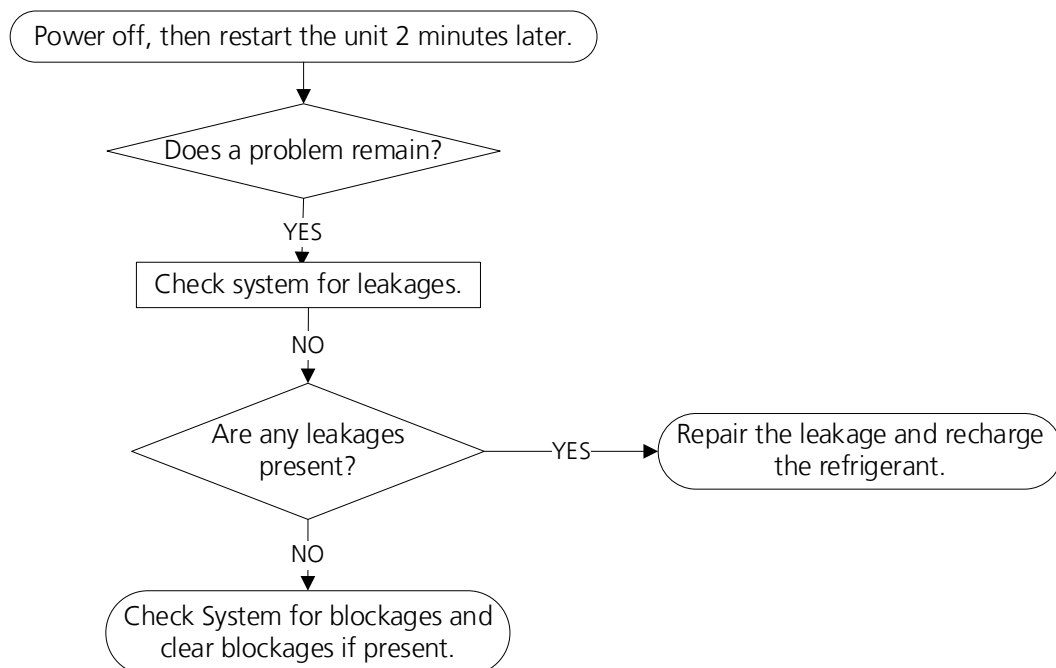 Power off, then restart the unit 2 minutes later.
Does a problem remain?
YES
Check system for leakages.
NO
Are any leakages
present?
YES
Repair the leakage and recharge
the refrigerant.
NO
Check System for blockages and
clear blockages if present.